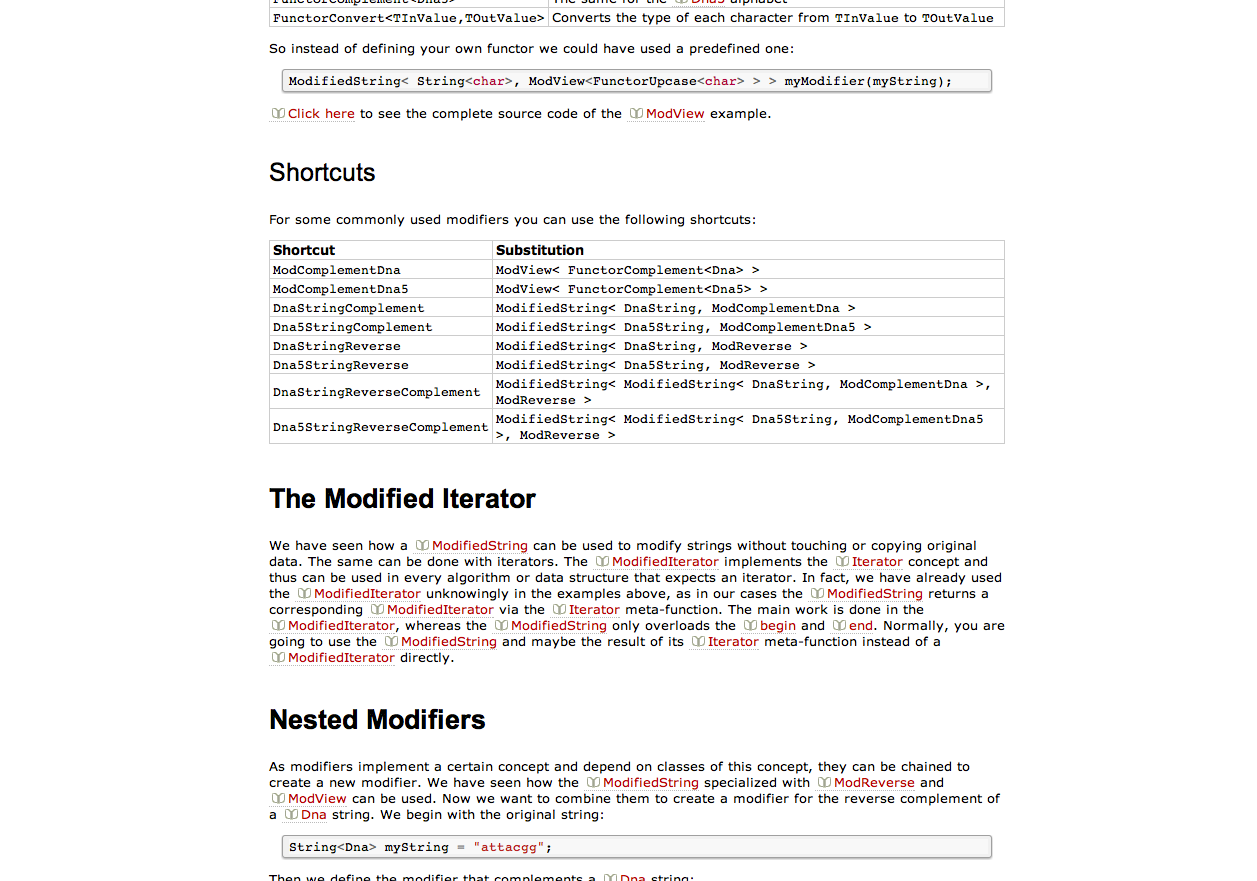 FunctorComplement<Dna5> The same for the Dna5 alphabet
FunctorConvert<TInValue,TOutValue> Converts the type of each character from TInValue to TOutValue
So instead of defining your own functor we could have used a predefined one:
ModifiedString< String<char>, ModView<FunctorUpcase<char> > > myModifier(myString);
Click here to see the complete source code of the ModView example.
Shortcuts
For some commonly used modifiers you can use the following shortcuts:
Shortcut Substitution
ModComplementDna ModView< FunctorComplement<Dna> >
ModComplementDna5 ModView< FunctorComplement<Dna5> >
DnaStringComplement ModifiedString< DnaString, ModComplementDna >
Dna5StringComplement ModifiedString< Dna5String, ModComplementDna5 >
DnaStringReverse ModifiedString< DnaString, ModReverse >
Dna5StringReverse ModifiedString< Dna5String, ModReverse >
DnaStringReverseComplement ModifiedString< ModifiedString< DnaString, ModComplementDna >,
ModReverse >
Dna5StringReverseComplement ModifiedString< ModifiedString< Dna5String, ModComplementDna5
>, ModReverse >
The Modified Iterator
We have seen how a ModifiedString can be used to modify strings without touching or copying original
data. The same can be done with iterators. The ModifiedIterator implements the Iterator concept and
thus can be used in every algorithm or data structure that expects an iterator. In fact, we have already used
the ModifiedIterator unknowingly in the examples above, as in our cases the ModifiedString returns a
corresponding ModifiedIterator via the Iterator meta-function. The main work is done in the
ModifiedIterator, whereas the ModifiedString only overloads the begin and end. Normally, you are
going to use the ModifiedString and maybe the result of its Iterator meta-function instead of a
ModifiedIterator directly.
Nested Modifiers
As modifiers implement a certain concept and depend on classes of this concept, they can be chained to
create a new modifier. We have seen how the ModifiedString specialized with ModReverse and
ModView can be used. Now we want to combine them to create a modifier for the reverse complement of
a Dna string. We begin with the original string:
String<Dna> myString = "attacgg";
Then we define the modifier that complements a Dna string: